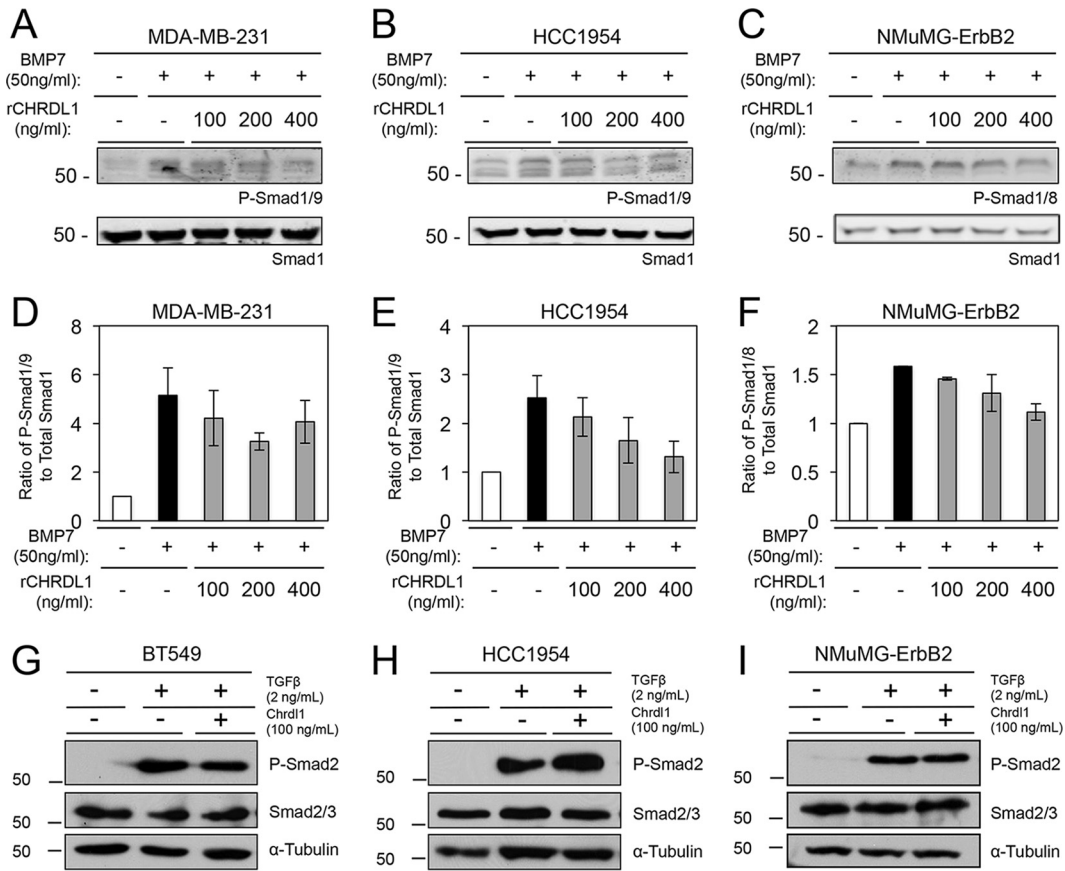 A
MDA-MB-231
BMP7
(50ng/ml):
- + + + +
rCHRDL1
(ng/ml):
- - 100 200 400
50 -
P-Smad1/9
50 -
Smad1
B
HCC1954
BMP7
(50ng/ml):
- + + + +
rCHRDL1
(ng/ml):
- - 100 200 400
50 -
P-Smad1/9
50 -
Smad1
C
NMuMG-ErbB2
BMP7
(50ng/ml):
- + + + +
rCHRDL1
(ng/ml):
- - 100 200 400
50 -
P-Smad1/8
50 -
Smad1
D
MDA-MB-231
Ratio of P-Smad1/9
to Total Smad1
8
6
4
2
0
BMP7
(50ng/ml):
- + + + +
rCHRDL1
(ng/ml):
- - 100 200 400
E
HCC1954
Ratio of P-Smad1/9
to Total Smad1
4
3
2
1
0
BMP7
(50ng/ml):
- + + + +
rCHRDL1
(ng/ml):
- - 100 200 400
F
NMuMG-ErbB2
Ratio of P-Smad1/8
to Total Smad1
2
1.5
1
0.5
0
BMP7
(50ng/ml):
- + + + +
rCHRDL1
(ng/ml):
- - 100 200 400
G
BT549
- + +
TGFβ
(2 ng/mL)
- - +
Chrdl1
(100 ng/mL)
50
P-Smad2
50
Smad2/3
50
α-Tubulin
H
HCC1954
- + +
TGFβ
(2 ng/mL)
- - +
Chrdl1
(100 ng/mL)
50
P-Smad2
50
Smad2/3
50
α-Tubulin
I
NMuMG-ErbB2
- + +
TGFβ
(2 ng/mL)
- - +
Chrdl1
(100 ng/mL)
50
P-Smad2
50
Smad2/3
50
α-Tubulin